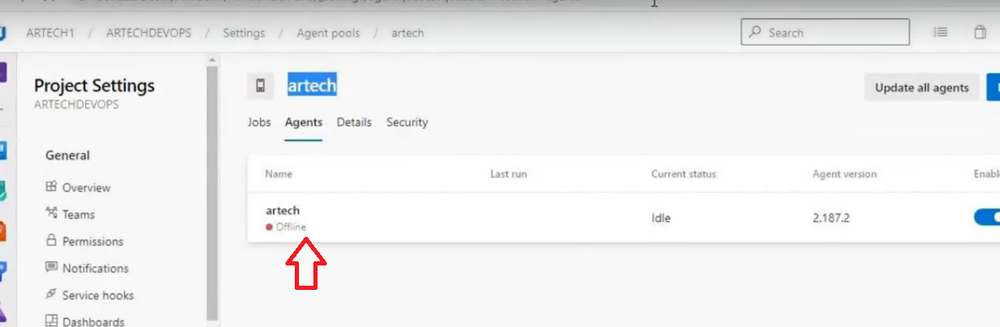 ARTECH1 / ARTECHDEVOPS / Settings / Agent pools / artech
Search
Project Settings
ARTECHDEVOPS
General
Overview
Teams
Permissions
Notifications
Service hooks
Dashboards
artech
Update all agents
Jobs Agents Details Security
Name Last run Current status Agent version
artech Idle 2.187.2
Offline